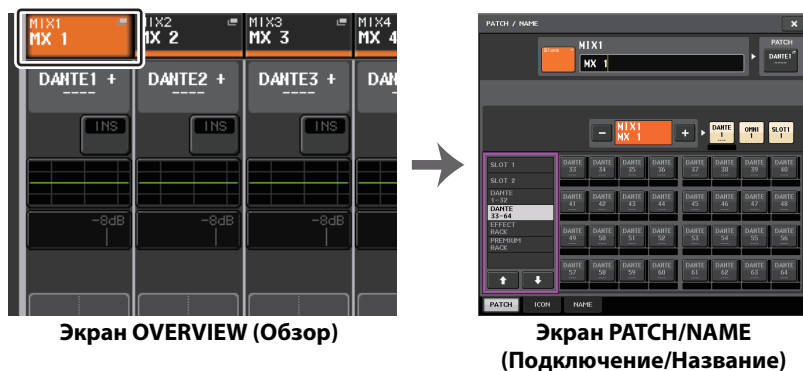 MIX1 MIX2 MIX3 MIX4
MX 1 MX 2 MX 3 MX 4
DANTE1 + DANTE2 + DANTE3 + DAN
INS INS INS
-8dB -8dB -8dB
Экран OVERVIEW (Обзор)
PATCH / NAME
Blank
MIX1
MX 1
PATCH
DANTE1
MIX1
MX 1
DANTE 1
OMNI 1
SLOT1 1
SLOT 1
SLOT 2
DANTE 1-32
DANTE 33-64
EFFECT RACK
PREMIUM RACK
DANTE 33 DANTE 34 DANTE 35 DANTE 36 DANTE 37 DANTE 38 DANTE 39 DANTE 40
DANTE 41 DANTE 42 DANTE 43 DANTE 44 DANTE 45 DANTE 46 DANTE 47 DANTE 48
DANTE 49 DANTE 50 DANTE 51 DANTE 52 DANTE 53 DANTE 54 DANTE 55 DANTE 56
DANTE 57 DANTE 58 DANTE 59 DANTE 60 DANTE 61 DANTE 62 DANTE 63 DANTE 64
PATCH ICON NAME
Экран PATCH/NAME
(Подключение/Название)